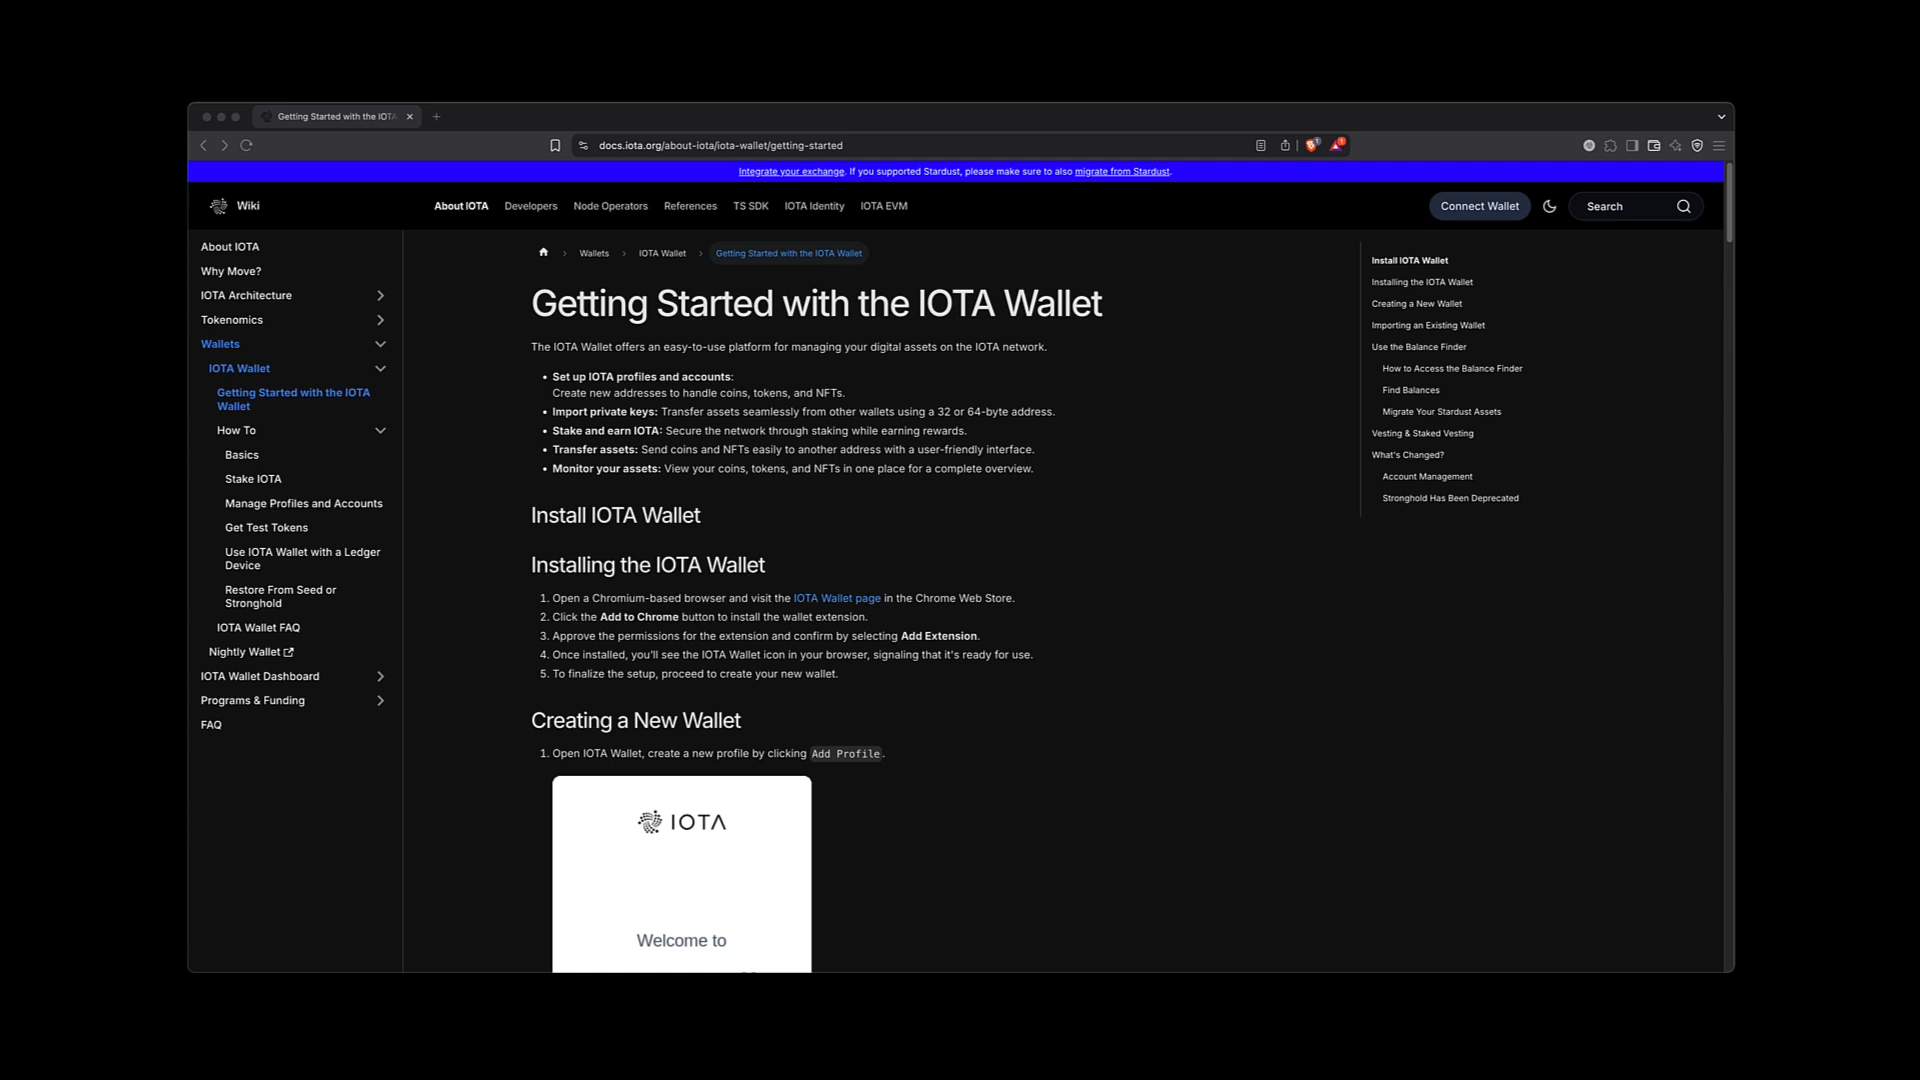 Getting Started with the IOTA
docs.iota.org/about-iota/iota-wallet/getting-started
Integrate your exchange. If you supported Stardust, please make sure to also migrate from Stardust.
Wiki
About IOTA
Developers
Node Operators
References
TS SDK
IOTA Identity
IOTA EVM
Connect Wallet
Search
About IOTA
Why Move?
IOTA Architecture
Tokenomics
Wallets
IOTA Wallet
Getting Started with the IOTA
Wallet
How To
Basics
Stake IOTA
Manage Profiles and Accounts
Get Test Tokens
Use IOTA Wallet with a Ledger
Device
Restore From Seed or
Stronghold
IOTA Wallet FAQ
Nightly Wallet
IOTA Wallet Dashboard
Programs & Funding
FAQ
Wallets
IOTA Wallet
Getting Started with the IOTA Wallet
Getting Started with the IOTA Wallet
The IOTA Wallet offers an easy-to-use platform for managing your digital assets on the IOTA network.
• Set up IOTA profiles and accounts:
Create new addresses to handle coins, tokens, and NFTs.
• Import private keys: Transfer assets seamlessly from other wallets using a 32 or 64-byte address.
• Stake and earn IOTA: Secure the network through staking while earning rewards.
• Transfer assets: Send coins and NFTs easily to another address with a user-friendly interface.
• Monitor your assets: View your coins, tokens, and NFTs in one place for a complete overview.
Install IOTA Wallet
Installing the IOTA Wallet
1. Open a Chromium-based browser and visit the IOTA Wallet page in the Chrome Web Store.
2. Click the Add to Chrome button to install the wallet extension.
3. Approve the permissions for the extension and confirm by selecting Add Extension.
4. Once installed, you'll see the IOTA Wallet icon in your browser, signaling that it's ready for use.
5. To finalize the setup, proceed to create your new wallet.
Creating a New Wallet
1. Open IOTA Wallet, create a new profile by clicking Add Profile.
IOTA
Welcome to
Install IOTA Wallet
Installing the IOTA Wallet
Creating a New Wallet
Importing an Existing Wallet
Use the Balance Finder
How to Access the Balance Finder
Find Balances
Migrate Your Stardust Assets
Vesting & Staked Vesting
What's Changed?
Account Management
Stronghold Has Been Deprecated